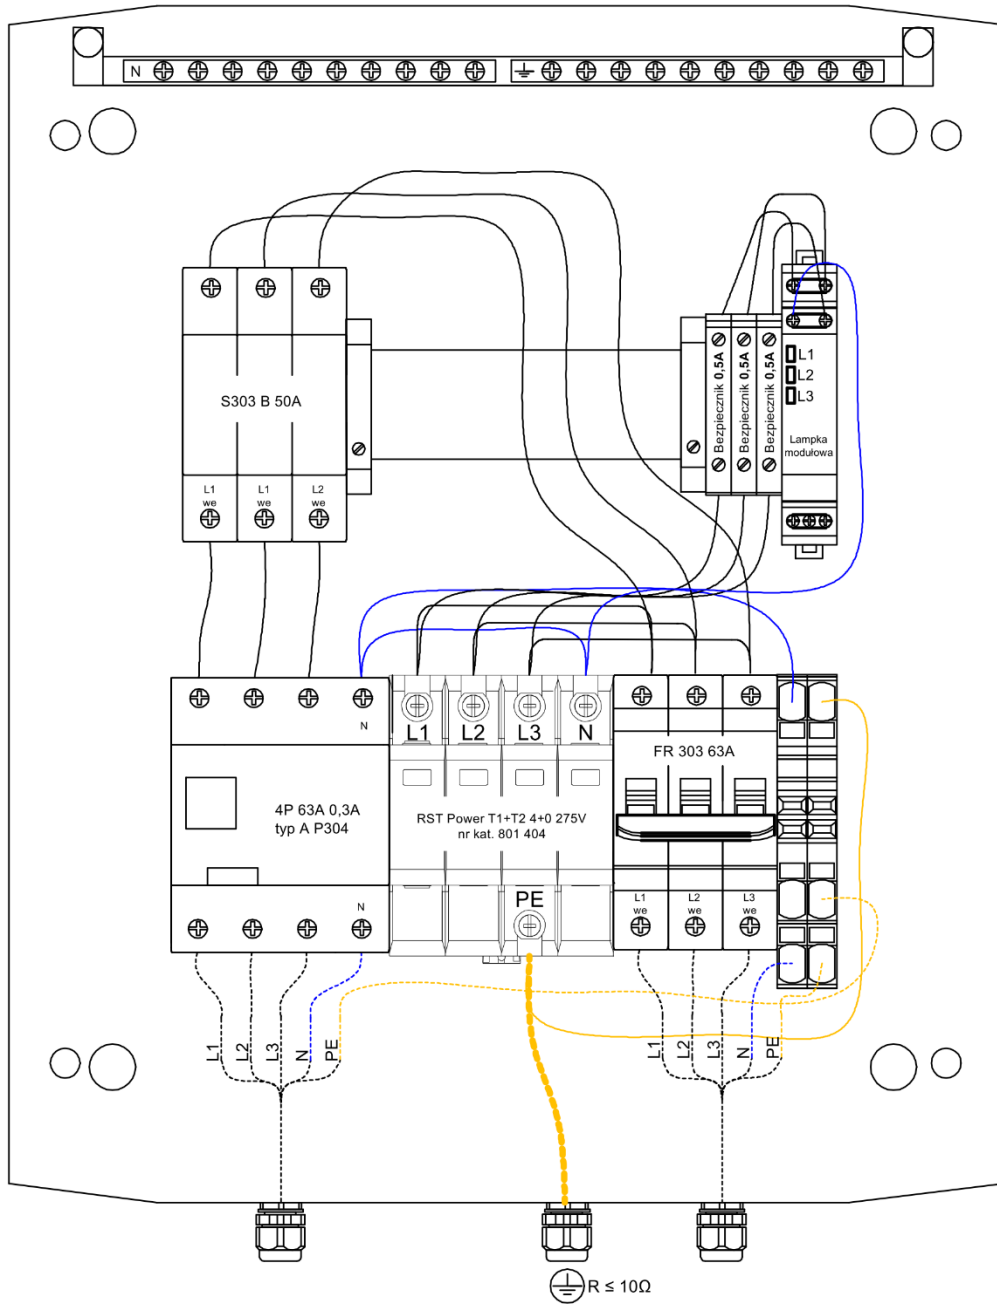 N
L1
L2
L3
Lampka
modułowa
Bezpiecznik 0,5A
Bezpiecznik 0,5A
Bezpiecznik 0,5A
S303 B 50A
L1
we
L1
we
L2
we
N
4P 63A 0,3A
typ A P304
N
L1
L2
L3
N
RST Power T1+T2 4+0 275V
nr kat. 801 404
PE
FR 303 63A
L1
we
L2
we
L3
we
L1
L2
L3
N
PE
L1
L2
L3
N
PE
R ≤ 10Ω